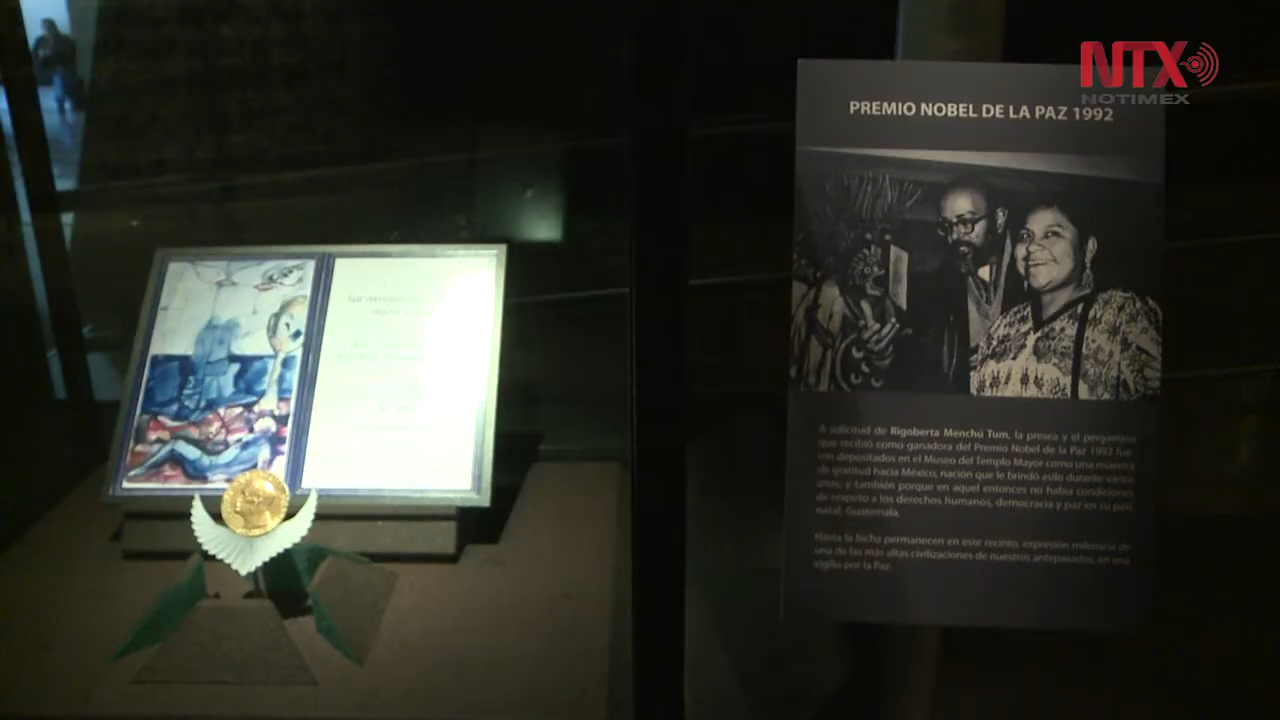 NTX
NOTIMEX
PREMIO NOBEL DE LA PAZ 1992
A solicitud de Rigoberta Menchú Tum, la presea y el pergamino
que recibió como ganadora del Premio Nobel de la Paz 1992 fue-
ron depositados en el Museo del Templo Mayor como una muestra
de gratitud hacia México, nación que le brindó asilo durante varios
años, y también porque en aquel entonces no había condiciones
de respeto a los derechos humanos, democracia y paz en su país
natal, Guatemala.
Hasta la fecha permanecen en este recinto, expresión milenaria de
una de las más altas civilizaciones de nuestros antepasados, en una
vigilia por la Paz.